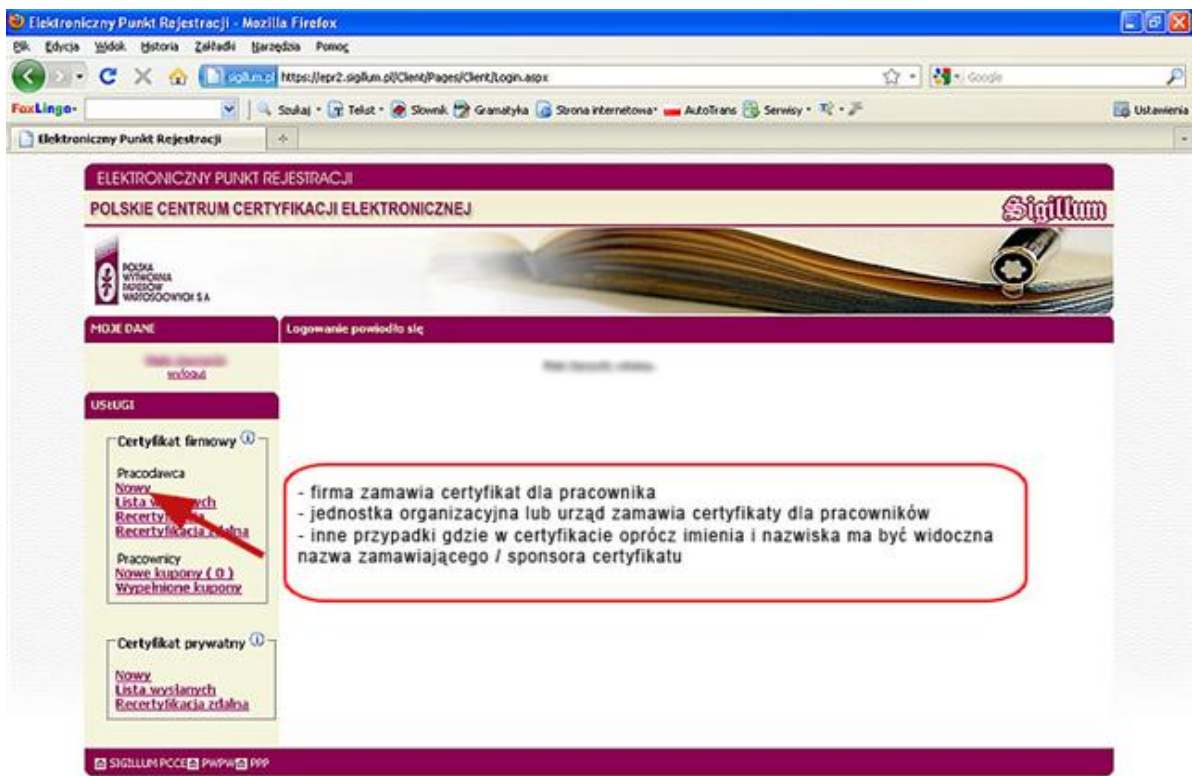 Elektroniczny Punkt Rejestracji - Mozilla Firefox
Plik Edycja Widok Historia Zakładki Narzędzia Pomoc
sigillum.pl https://epr2.sigillum.pl/Client/Pages/Client/Login.aspx Google
FoxLingo Szukaj Tekst Słownik Gramatyka Strona internetowa AutoTrans Serwisy Ustawienia
Elektroniczny Punkt Rejestracji
ELEKTRONICZNY PUNKT REJESTRACJI
POLSKIE CENTRUM CERTYFIKACJI ELEKTRONICZNEJ Sigillum
POLSKA
WYTWÓRNIA
PAPIERÓW
WARTOŚCIOWYCH S.A
MOJE DANE Logowanie powiodło się
wyloguj
USŁUGI
Certyfikat firmowy
Pracodawca
Nowy
Lista
Recertyfikacja zdalna
Pracownicy
Nowe kupony ( 0 )
Wypełnione kupony
- firma zamawia certyfikat dla pracownika
- jednostka organizacyjna lub urząd zamawia certyfikaty dla pracowników
- inne przypadki gdzie w certyfikacie oprócz imienia i nazwiska ma być widoczna
nazwa zamawiającego / sponsora certyfikatu
Certyfikat prywatny
Nowy
Lista wysłanych
Recertyfikacja zdalna
SIGILLUM PCCE PWPW PPP